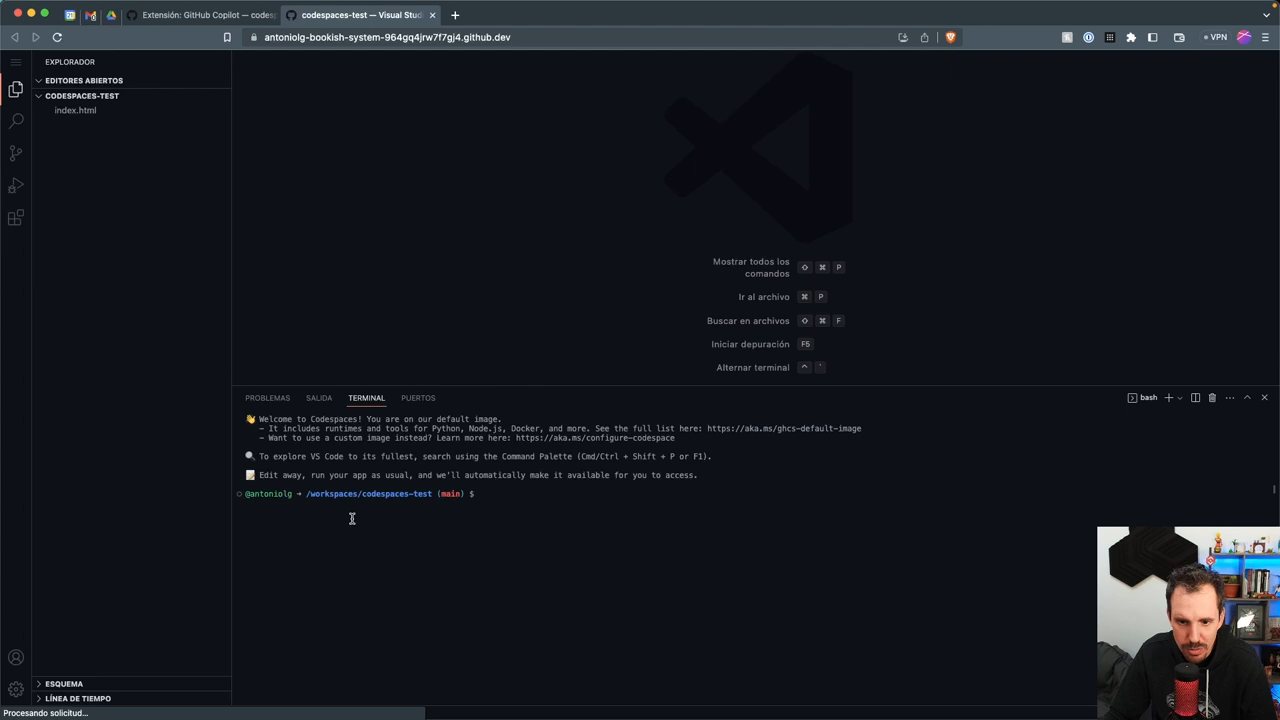 Extensión: GitHub Copilot — codesp
codespaces-test — Visual Stud
antoniolg-bookish-system-964gq4jrw7f7gj4.github.dev
VPN
EXPLORADOR
EDITORES ABIERTOS
CODESPACES-TEST
index.html
Mostrar todos los
comandos
⌘ P
Ir al archivo ⌘ P
Buscar en archivos ⌘ F
Iniciar depuración F5
Alternar terminal ^ `
PROBLEMAS SALIDA TERMINAL PUERTOS
bash
👋 Welcome to Codespaces! You are on our default image.
- It includes runtimes and tools for Python, Node.js, Docker, and more. See the full list here: https://aka.ms/ghcs-default-image
- Want to use a custom image instead? Learn more here: https://aka.ms/configure-codespace
🔍 To explore VS Code to its fullest, search using the Command Palette (Cmd/Ctrl + Shift + P or F1).
📝 Edit away, run your app as usual, and we'll automatically make it available for you to access.
@antoniolg ➜ /workspaces/codespaces-test (main) $
ESQUEMA
LÍNEA DE TIEMPO
Procesando solicitud...